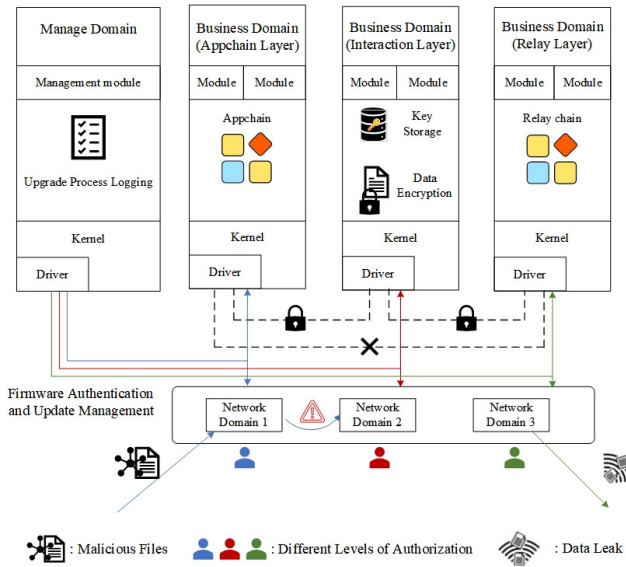 Manage Domain
Business Domain
(Appchain Layer)
Business Domain
(Interaction Layer)
Business Domain
(Relay Layer)
Management module
Module
Module
Module
Module
Module
Module
Appchain
Key
Storage
Relay chain
Upgrade Process Logging
Data
Encryption
Kernel
Kernel
Kernel
Kernel
Driver
Driver
Driver
Driver
Firmware Authentication
and Update Management
Network
Domain 1
Network
Domain 2
Network
Domain 3
: Malicious Files
: Different Levels of Authorization
: Data Leak